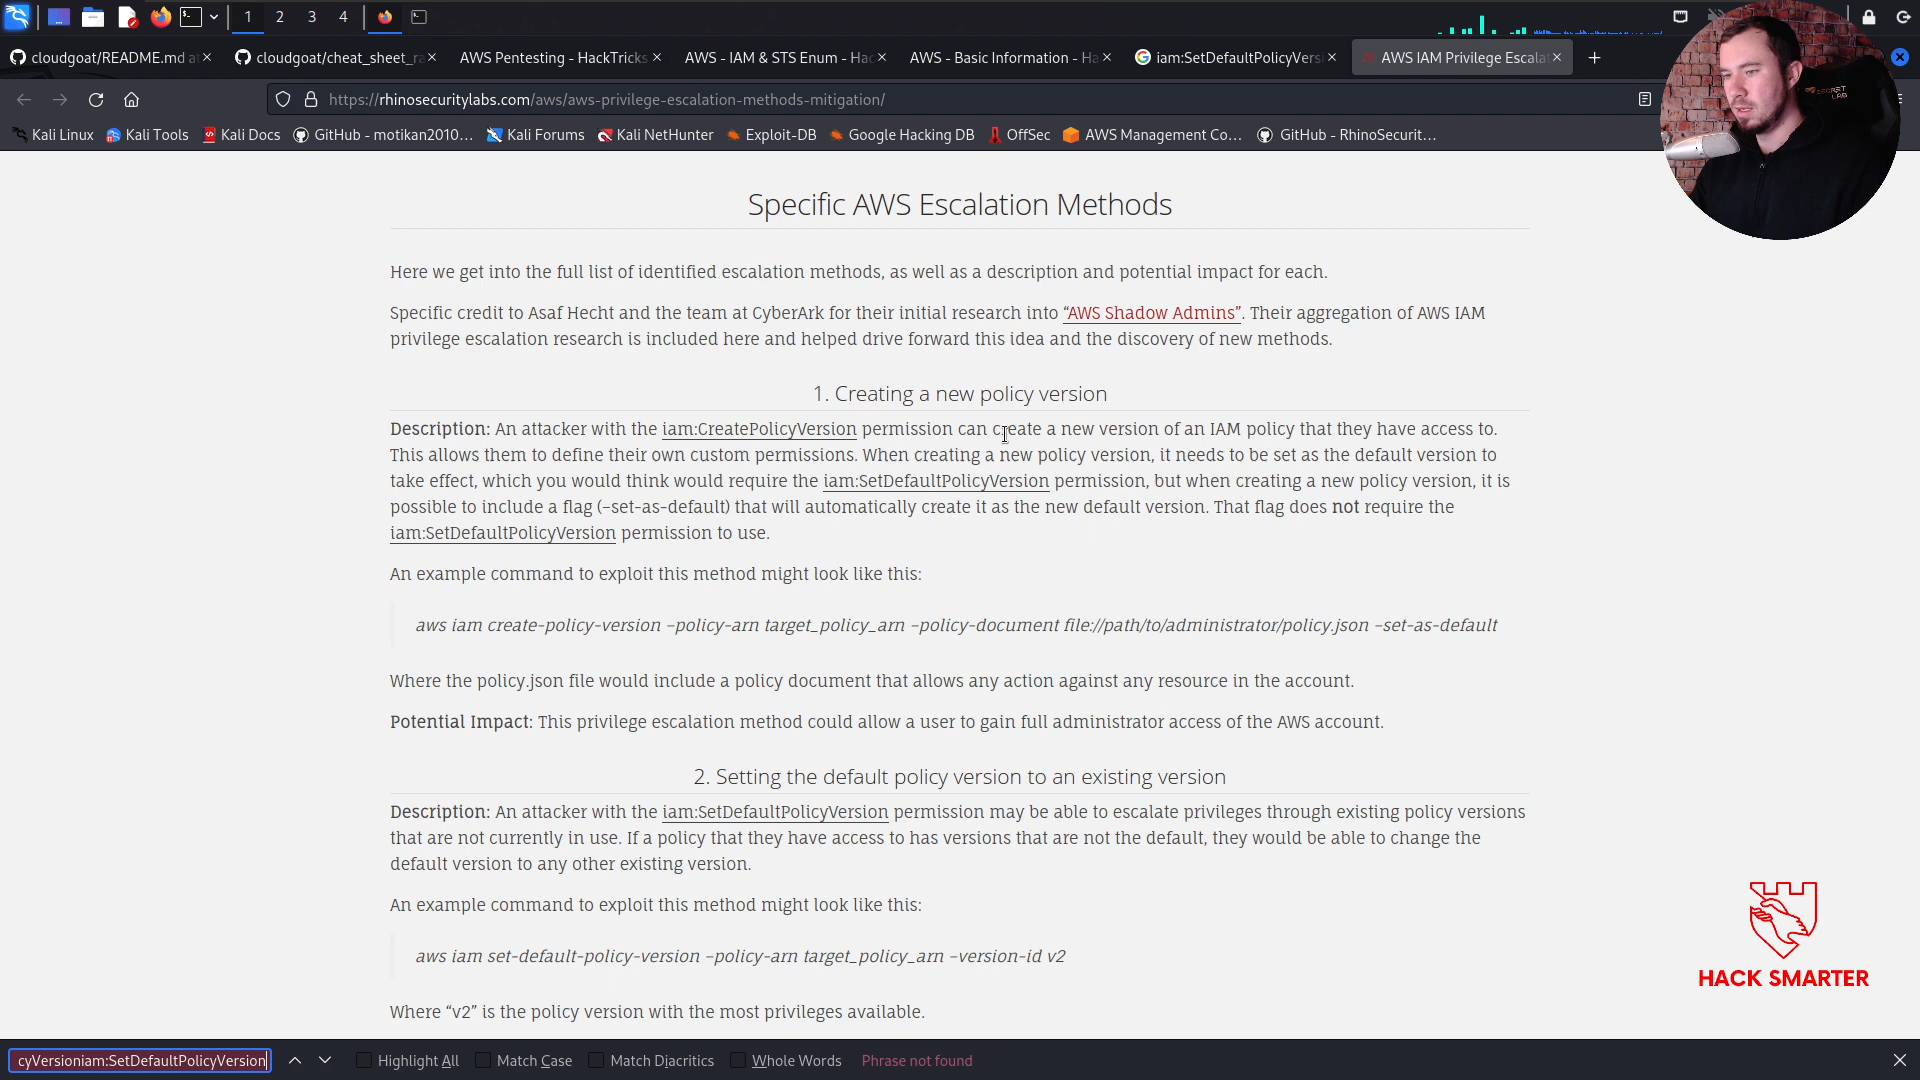 1 2 3 4
cloudgoat/README.md at
cloudgoat/cheat_sheet_ra
AWS Pentesting - HackTricks
AWS - IAM & STS Enum - Hac
AWS - Basic Information - Ha
iam:SetDefaultPolicyVersi
AWS IAM Privilege Escalat
https://rhinosecuritylabs.com/aws/aws-privilege-escalation-methods-mitigation/
Kali Linux
Kali Tools
Kali Docs
GitHub - motikan2010...
Kali Forums
Kali NetHunter
Exploit-DB
Google Hacking DB
OffSec
AWS Management Co...
GitHub - RhinoSecurit...
SECRET LAB
Specific AWS Escalation Methods
Here we get into the full list of identified escalation methods, as well as a description and potential impact for each.
Specific credit to Asaf Hecht and the team at CyberArk for their initial research into “AWS Shadow Admins”. Their aggregation of AWS IAM
privilege escalation research is included here and helped drive forward this idea and the discovery of new methods.
1. Creating a new policy version
Description: An attacker with the iam:CreatePolicyVersion permission can create a new version of an IAM policy that they have access to.
This allows them to define their own custom permissions. When creating a new policy version, it needs to be set as the default version to
take effect, which you would think would require the iam:SetDefaultPolicyVersion permission, but when creating a new policy version, it is
possible to include a flag (–set-as-default) that will automatically create it as the new default version. That flag does not require the
iam:SetDefaultPolicyVersion permission to use.
An example command to exploit this method might look like this:
aws iam create-policy-version –policy-arn target_policy_arn –policy-document file://path/to/administrator/policy.json –set-as-default
Where the policy.json file would include a policy document that allows any action against any resource in the account.
Potential Impact: This privilege escalation method could allow a user to gain full administrator access of the AWS account.
2. Setting the default policy version to an existing version
Description: An attacker with the iam:SetDefaultPolicyVersion permission may be able to escalate privileges through existing policy versions
that are not currently in use. If a policy that they have access to has versions that are not the default, they would be able to change the
default version to any other existing version.
An example command to exploit this method might look like this:
aws iam set-default-policy-version –policy-arn target_policy_arn –version-id v2
Where “v2” is the policy version with the most privileges available.
HACK SMARTER
cyVersioniam:SetDefaultPolicyVersion
Highlight All
Match Case
Match Diacritics
Whole Words
Phrase not found